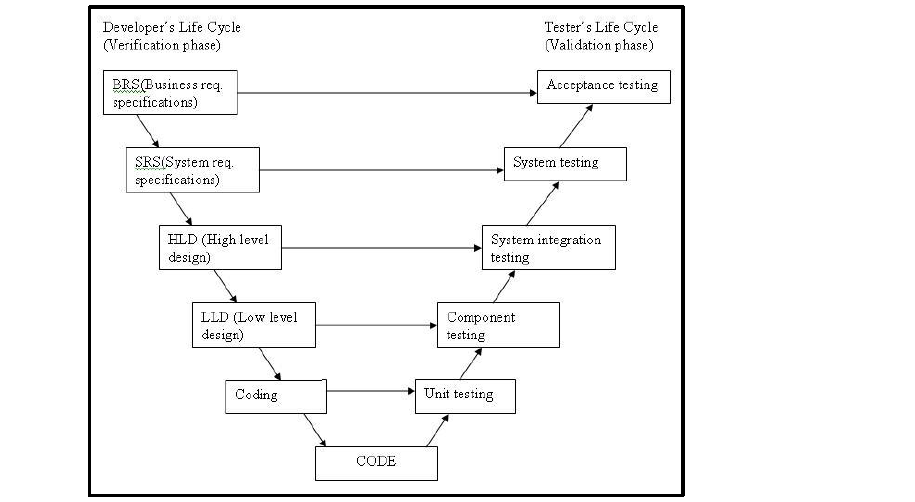 Developer´s Life Cycle
(Verification phase)
Tester´s Life Cycle
(Validation phase)
BRS(Business req.
specifications)
Acceptance testing
SRS(System req.
specifications)
System testing
HLD (High level
design)
System integration
testing
LLD (Low level
design)
Component
testing
Coding
Unit testing
CODE